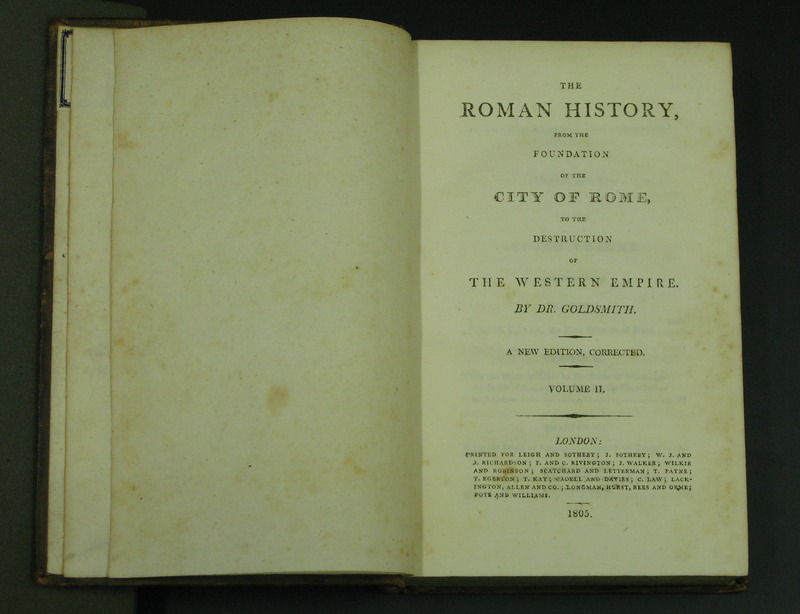 THE
ROMAN HISTORY,
FROM THE
FOUNDATION
OF THE
CITY OF ROME,
TO THE
DESTRUCTION
OF
THE WESTERN EMPIRE.
BY DR. GOLDSMITH.
A NEW EDITION, CORRECTED.
VOLUME II.
LONDON:
PRINTED FOR LEIGH AND SOTHEBY; J. SOTHEBY; W. J. AND
J. RICHARDSON; F. AND C. RIVINGTON; J. WALKER; WILKIE
AND ROBINSON; SCATCHARD AND LETTERMAN; T. PAYNE;
T. EGERTON; T. KAY; CADELL AND DAVIES; C. LAW; LACK-
INGTON, ALLEN AND CO.; LONGMAN, HURST, REES AND ORME;
POTE AND WILLIAMS.
1805.